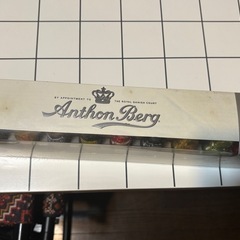 BY APPOINTMENT TO THE ROYAL DANISH COURT
Anthon Berg